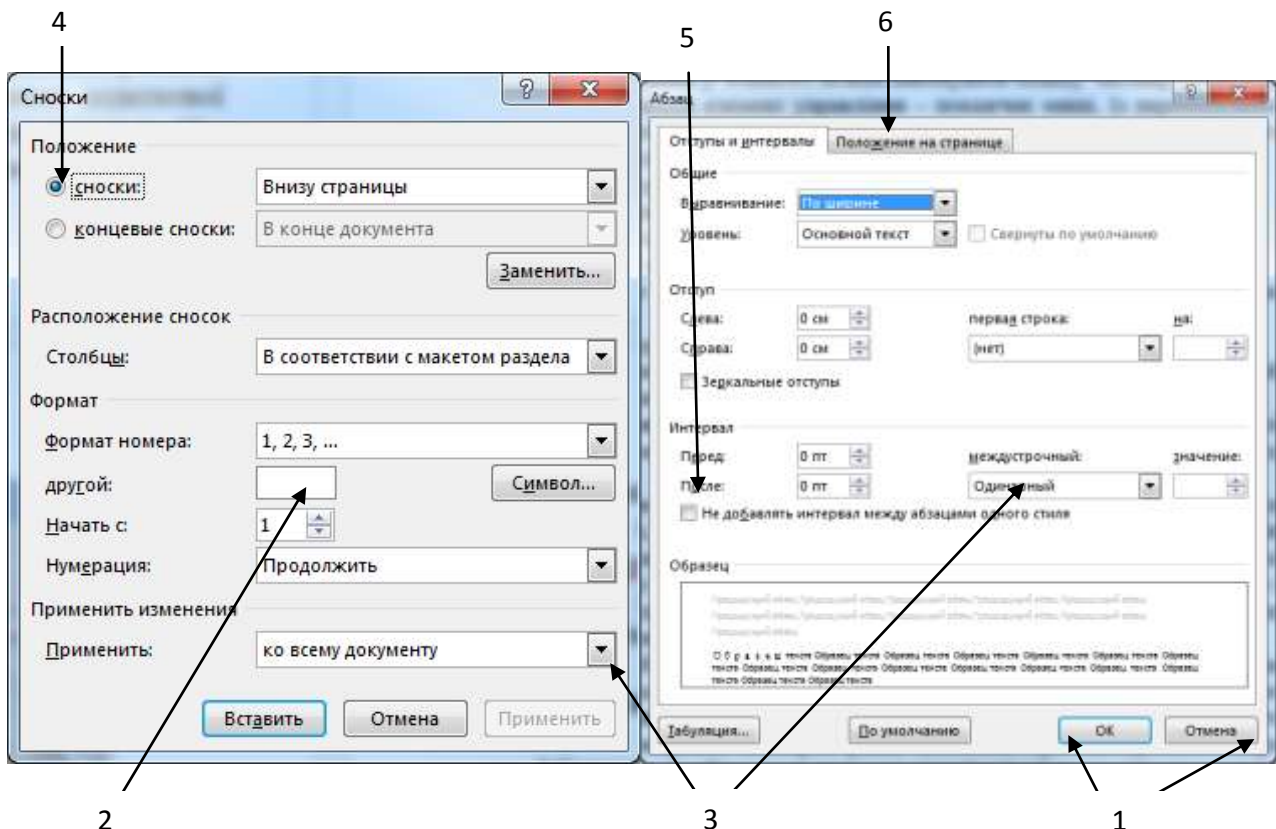 4
5
6
Сноски
Положение
сноски:
Внизу страницы
концевые сноски:
В конце документа
Заменить...
Расположение сносок
Столбцы:
В соответствии с макетом раздела
Формат
Формат номера:
1, 2, 3, ...
другой:
Символ...
Начать с:
1
Нумерация:
Продолжить
Применить изменения
Применить:
ко всему документу
Вставить
Отмена
Применить
Абзац
Отступы и интервалы
Положение на странице
Общие
Выравнивание:
По ширине
Уровень:
Основной текст
Свернуты по умолчанию
Отступ
Слева:
0 см
первая строка:
на:
Справа:
0 см
(нет)
Зеркальные отступы
Интервал
Перед:
0 пт
междустрочный:
значение:
После:
0 пт
Одинарный
Не добавлять интервал между абзацами одного стиля
Образец
Табуляция...
По умолчанию
ОК
Отмена
2
3
1